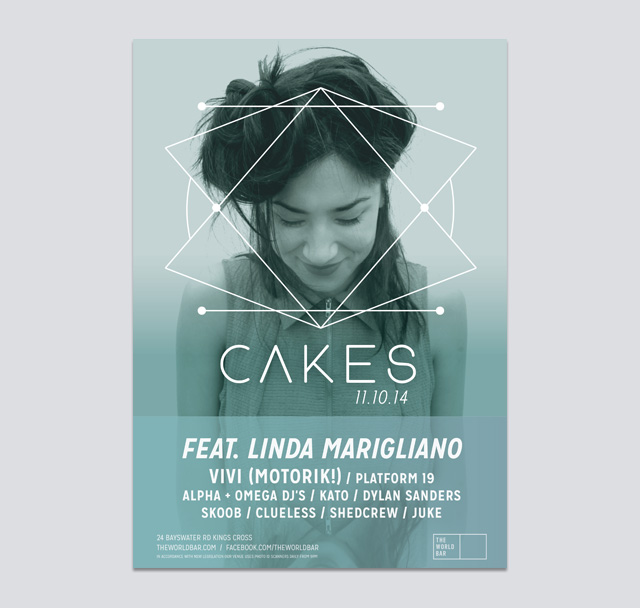 CAKES
11.10.14
FEAT. LINDA MARIGLIANO
VIVI (MOTORIK!) / PLATFORM 19
ALPHA + OMEGA DJ'S / KATO / DYLAN SANDERS
SKOOB / CLUELESS / SHEDCREW / JUKE
24 BAYSWATER RD KINGS CROSS
THEWORLDBAR.COM / FACEBOOK.COM/THEWORLDBAR
THE
WORLD
BAR